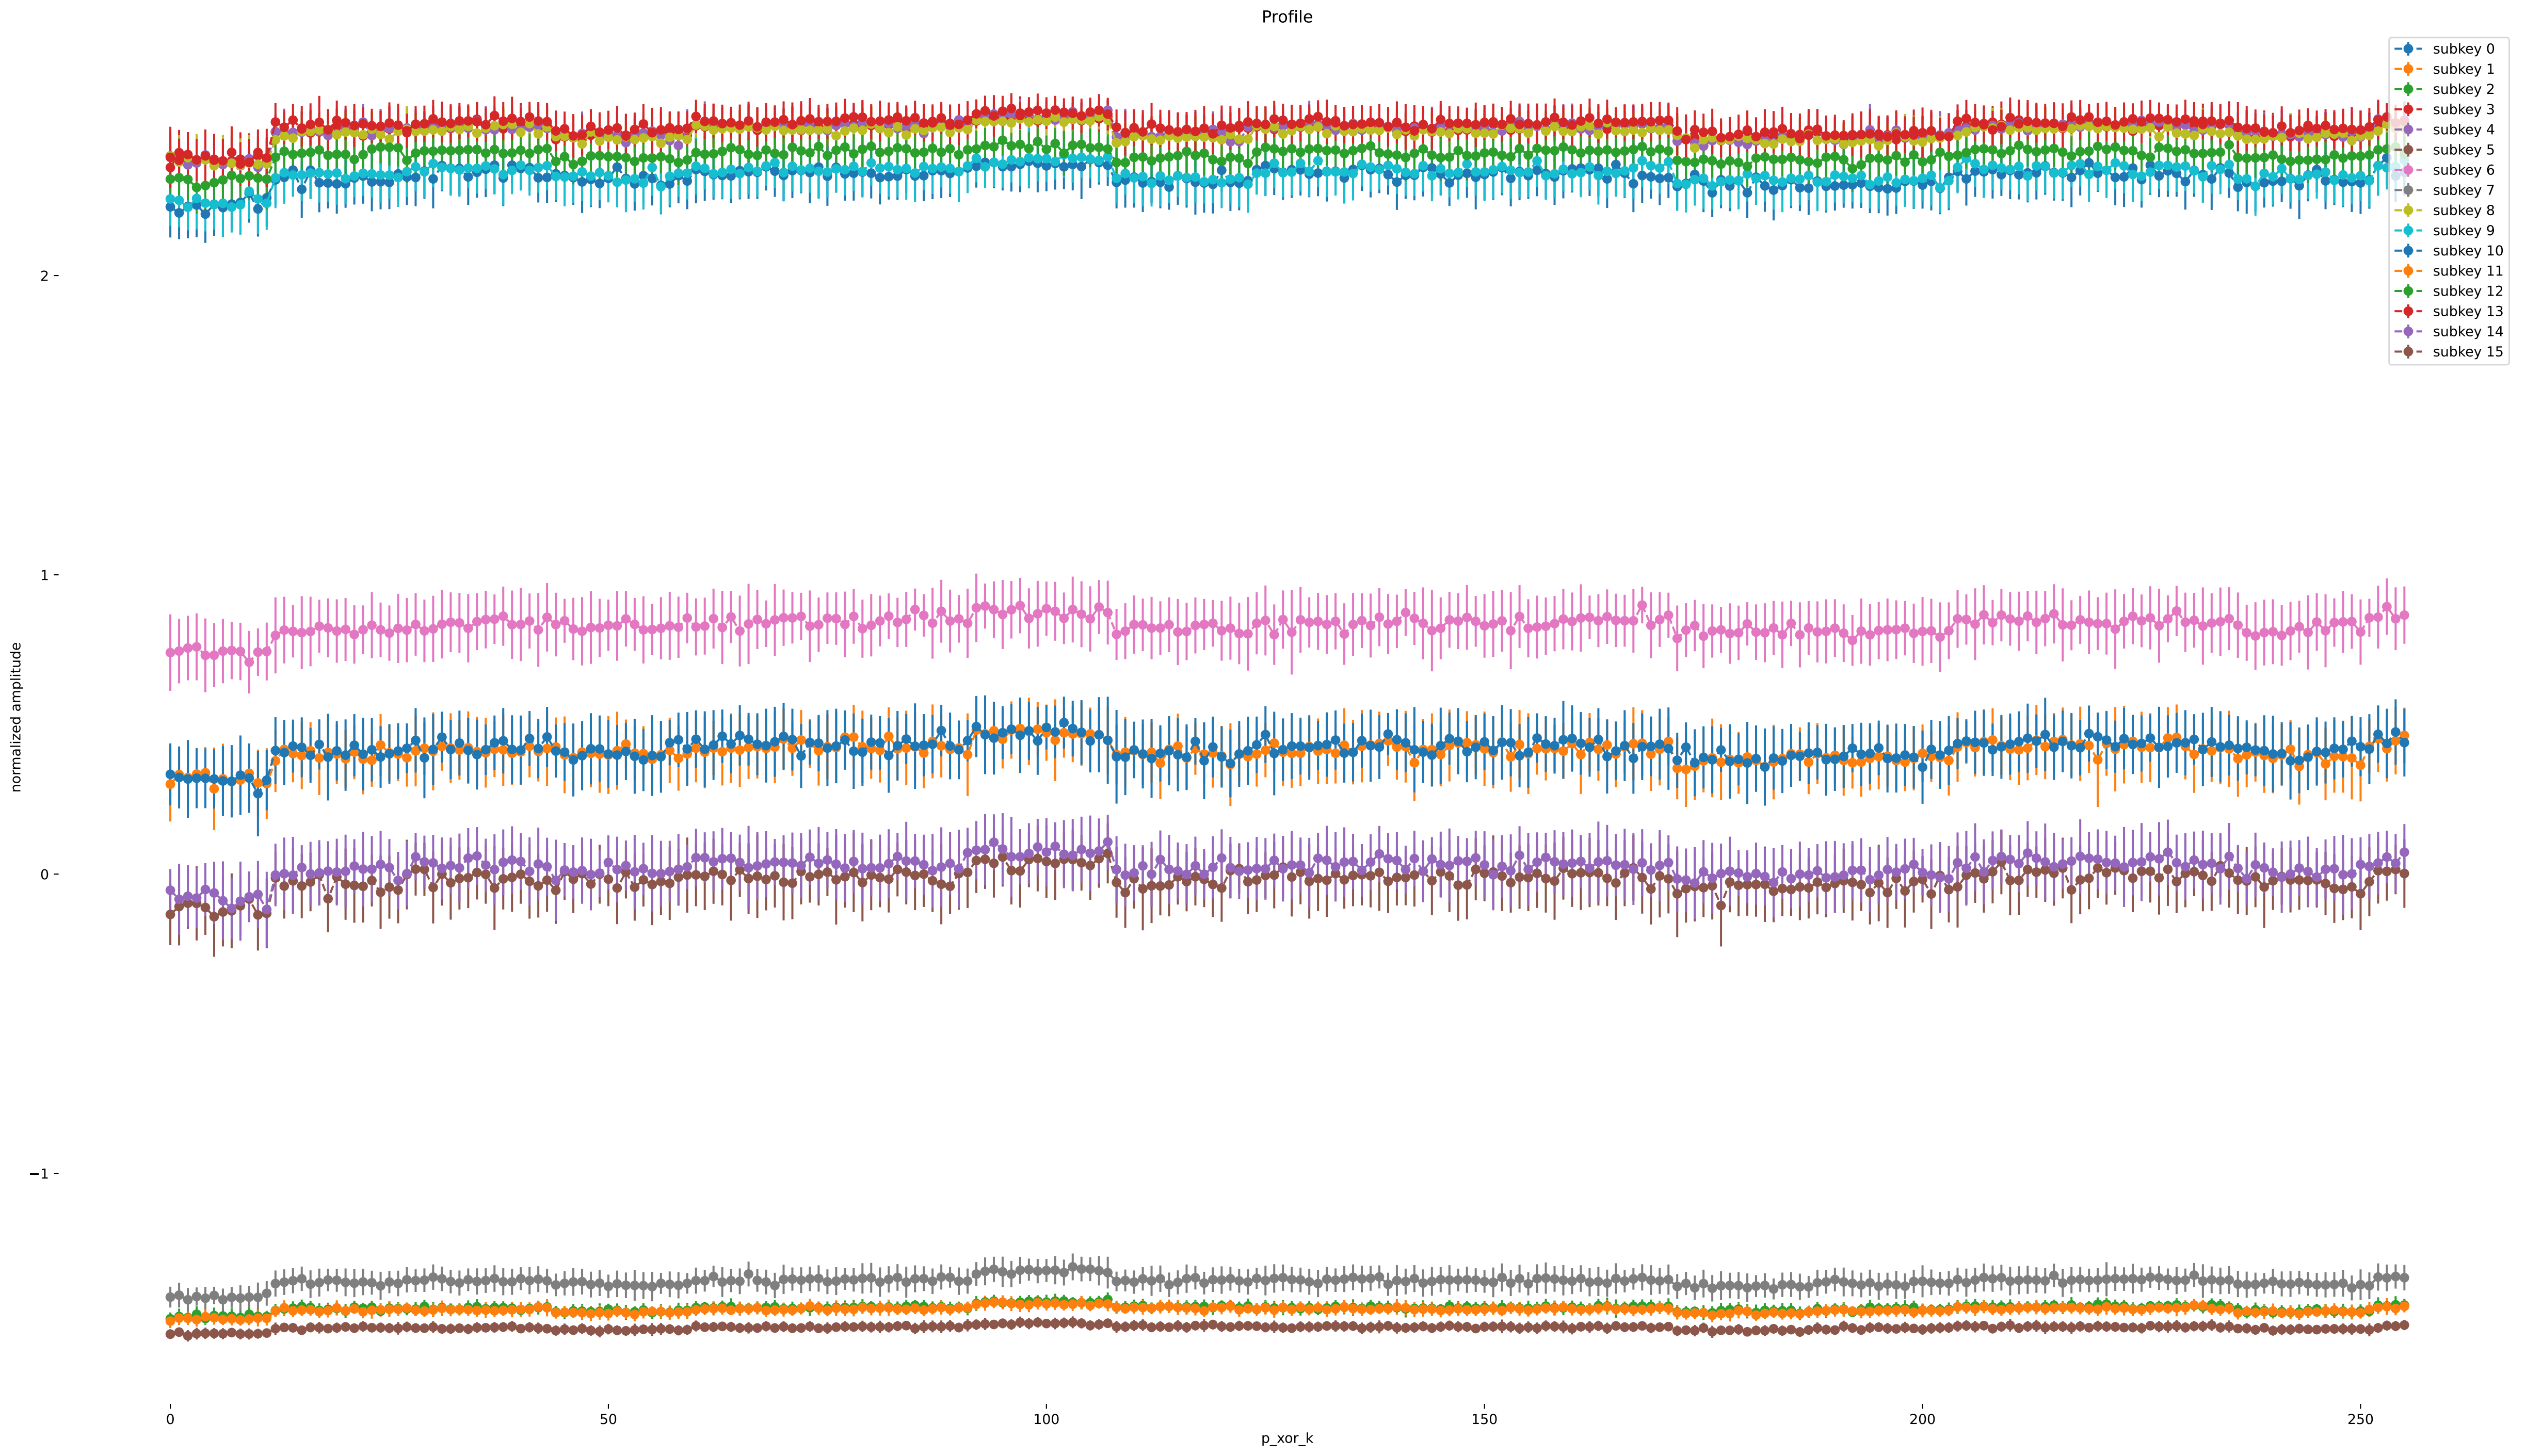 Profile
subkey 0
subkey 1
subkey 2
subkey 3
subkey 4
subkey 5
subkey 6
subkey 7
subkey 8
subkey 9
subkey 10
subkey 11
subkey 12
subkey 13
subkey 14
subkey 15
2
1
0
−1
normalized amplitude
0 50 100 150 200 250
p_xor_k